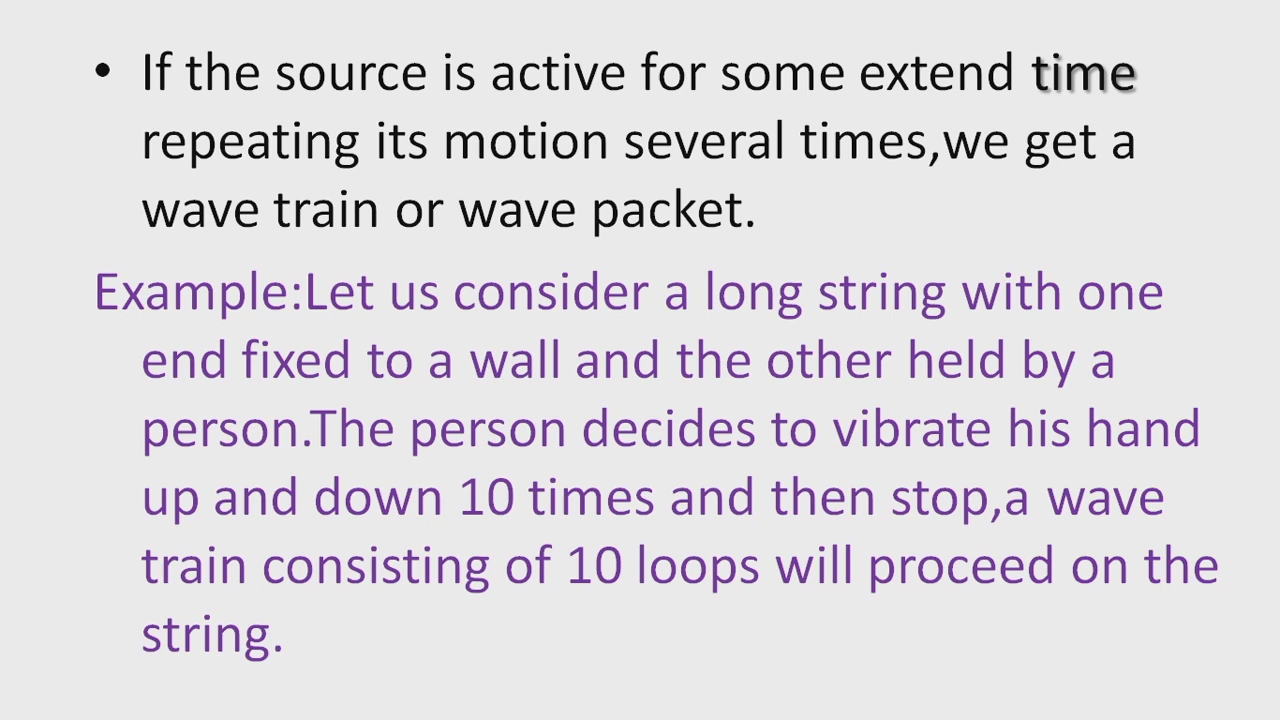 • If the source is active for some extend time
repeating its motion several times,we get a
wave train or wave packet.
Example:Let us consider a long string with one
end fixed to a wall and the other held by a
person.The person decides to vibrate his hand
up and down 10 times and then stop,a wave
train consisting of 10 loops will proceed on the
string.